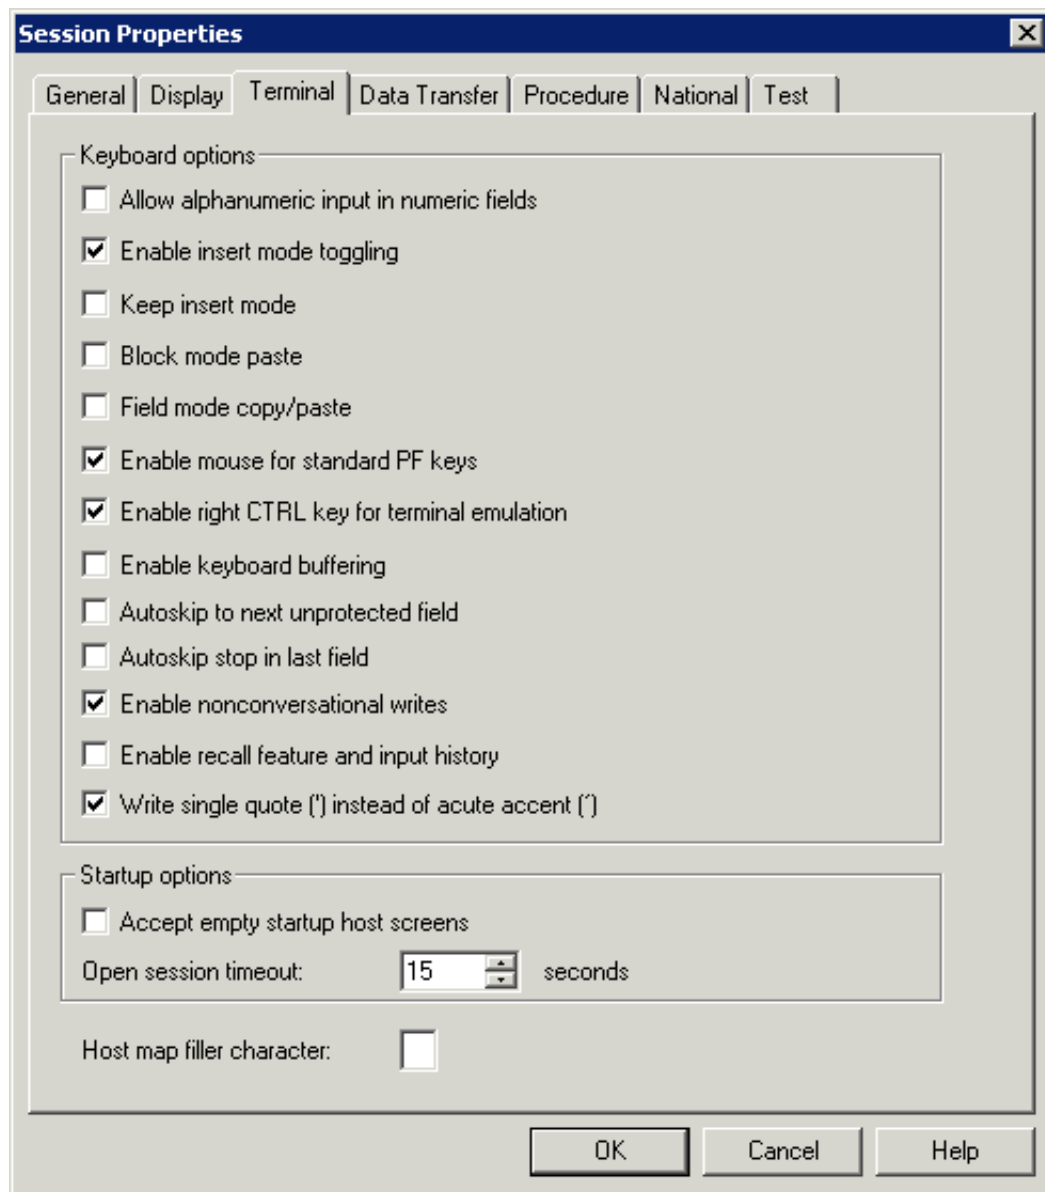 Session Properties
General Display Terminal Data Transfer Procedure National Test
Keyboard options
Allow alphanumeric input in numeric fields
Enable insert mode toggling
Keep insert mode
Block mode paste
Field mode copy/paste
Enable mouse for standard PF keys
Enable right CTRL key for terminal emulation
Enable keyboard buffering
Autoskip to next unprotected field
Autoskip stop in last field
Enable nonconversational writes
Enable recall feature and input history
Write single quote (') instead of acute accent (´)
Startup options
Accept empty startup host screens
Open session timeout: 15 seconds
Host map filler character:
OK Cancel Help